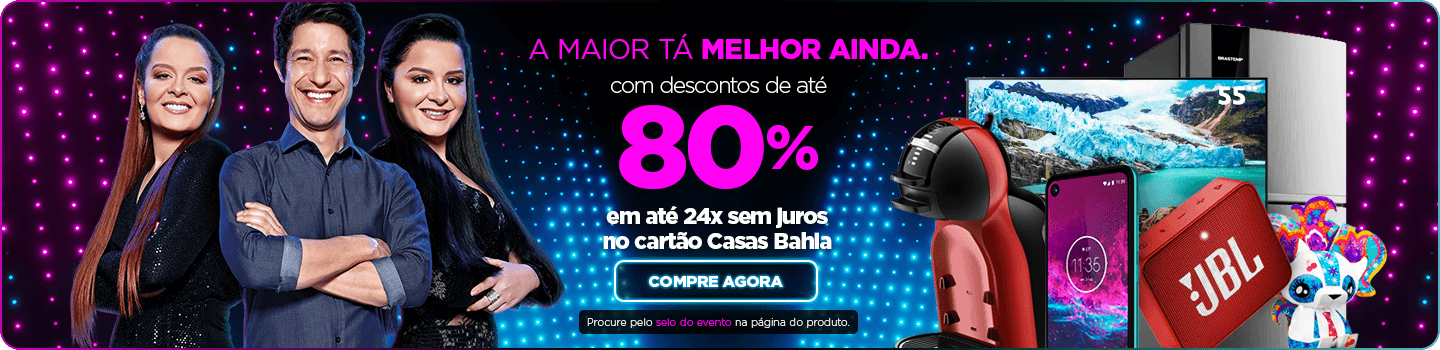 A MAIOR TÁ MELHOR AINDA.
com descontos de até
80%
em até 24x sem juros
no cartão Casas Bahia
COMPRE AGORA
Procure pelo selo do evento na página do produto.
BRASTEMP
55
11:35
JBL